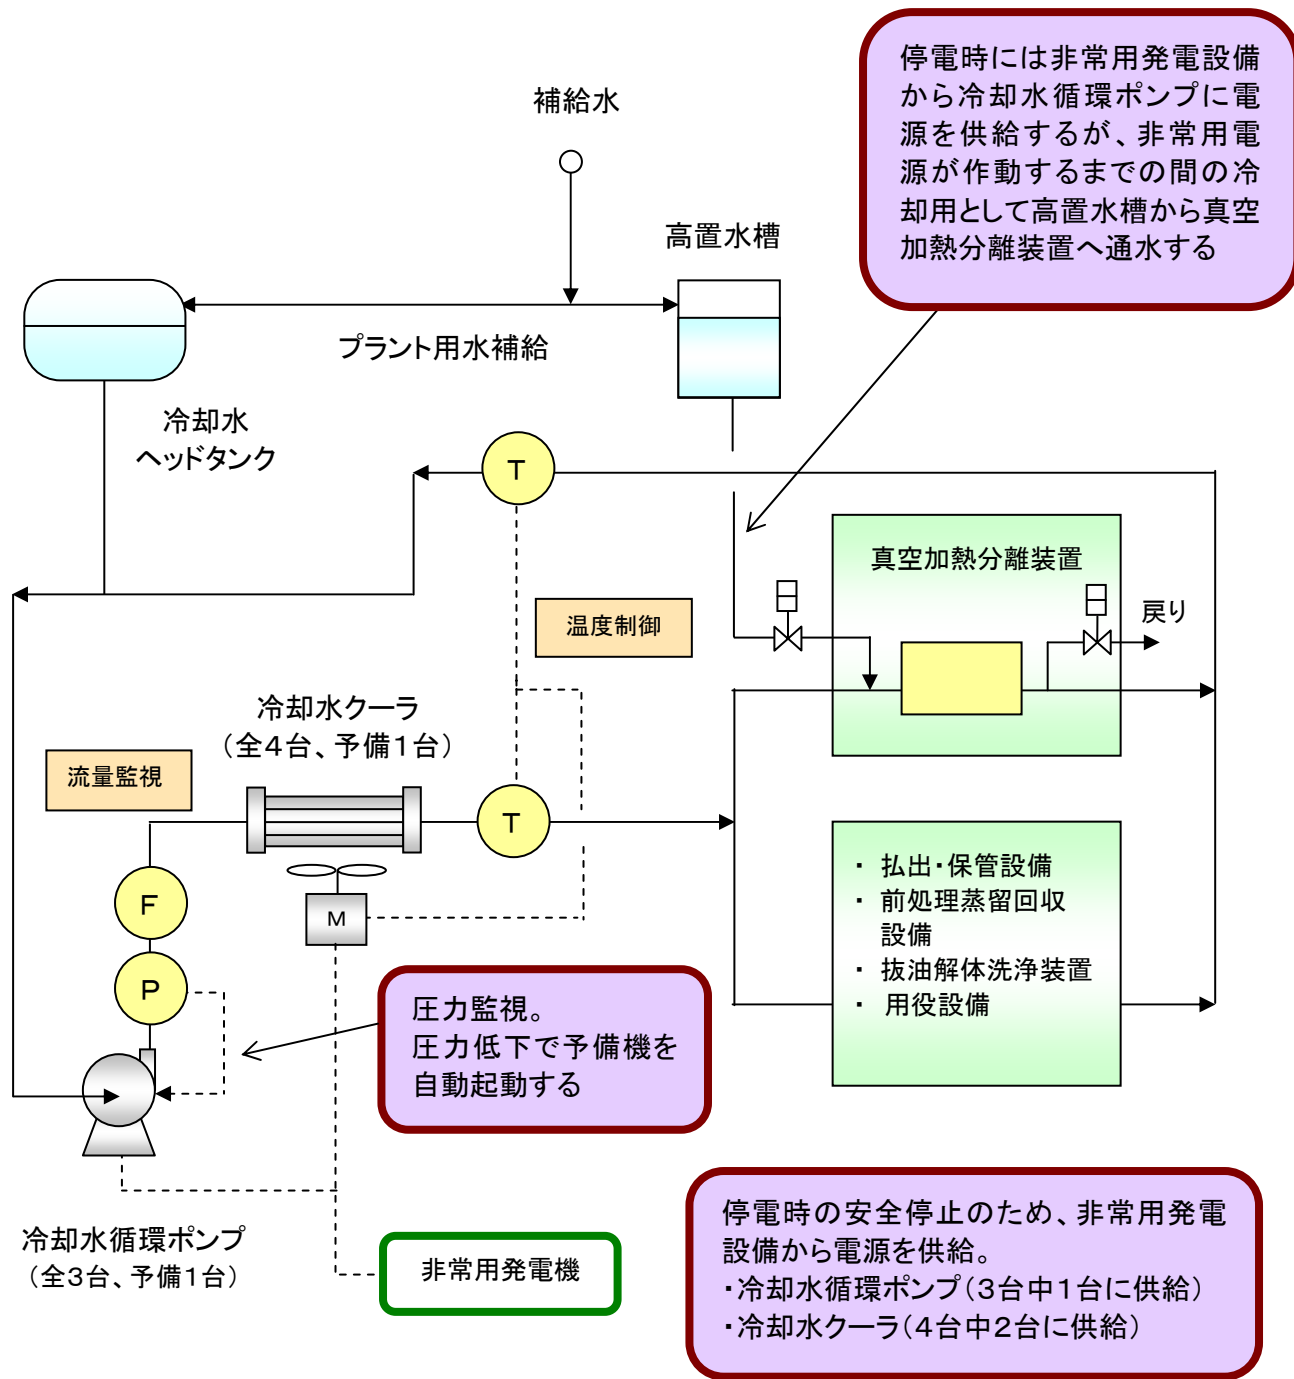 停電時には非常用発電設備
から冷却水循環ポンプに電
源を供給するが、非常用電
源が作動するまでの間の冷
却用として高置水槽から真空
加熱分離装置へ通水する
補給水
高置水槽
プラント用水補給
冷却水
ヘッドタンク
T
真空加熱分離装置
戻り
温度制御
冷却水クーラ
（全４台、予備１台）
流量監視
T
F
P
M
・ 払出・保管設備
・ 前処理蒸留回収
設備
・ 抜油解体洗浄装置
・ 用役設備
圧力監視。
圧力低下で予備機を
自動起動する
冷却水循環ポンプ
（全３台、予備１台）
非常用発電機
停電時の安全停止のため、非常用発電
設備から電源を供給。
・冷却水循環ポンプ（３台中１台に供給）
・冷却水クーラ（４台中２台に供給）